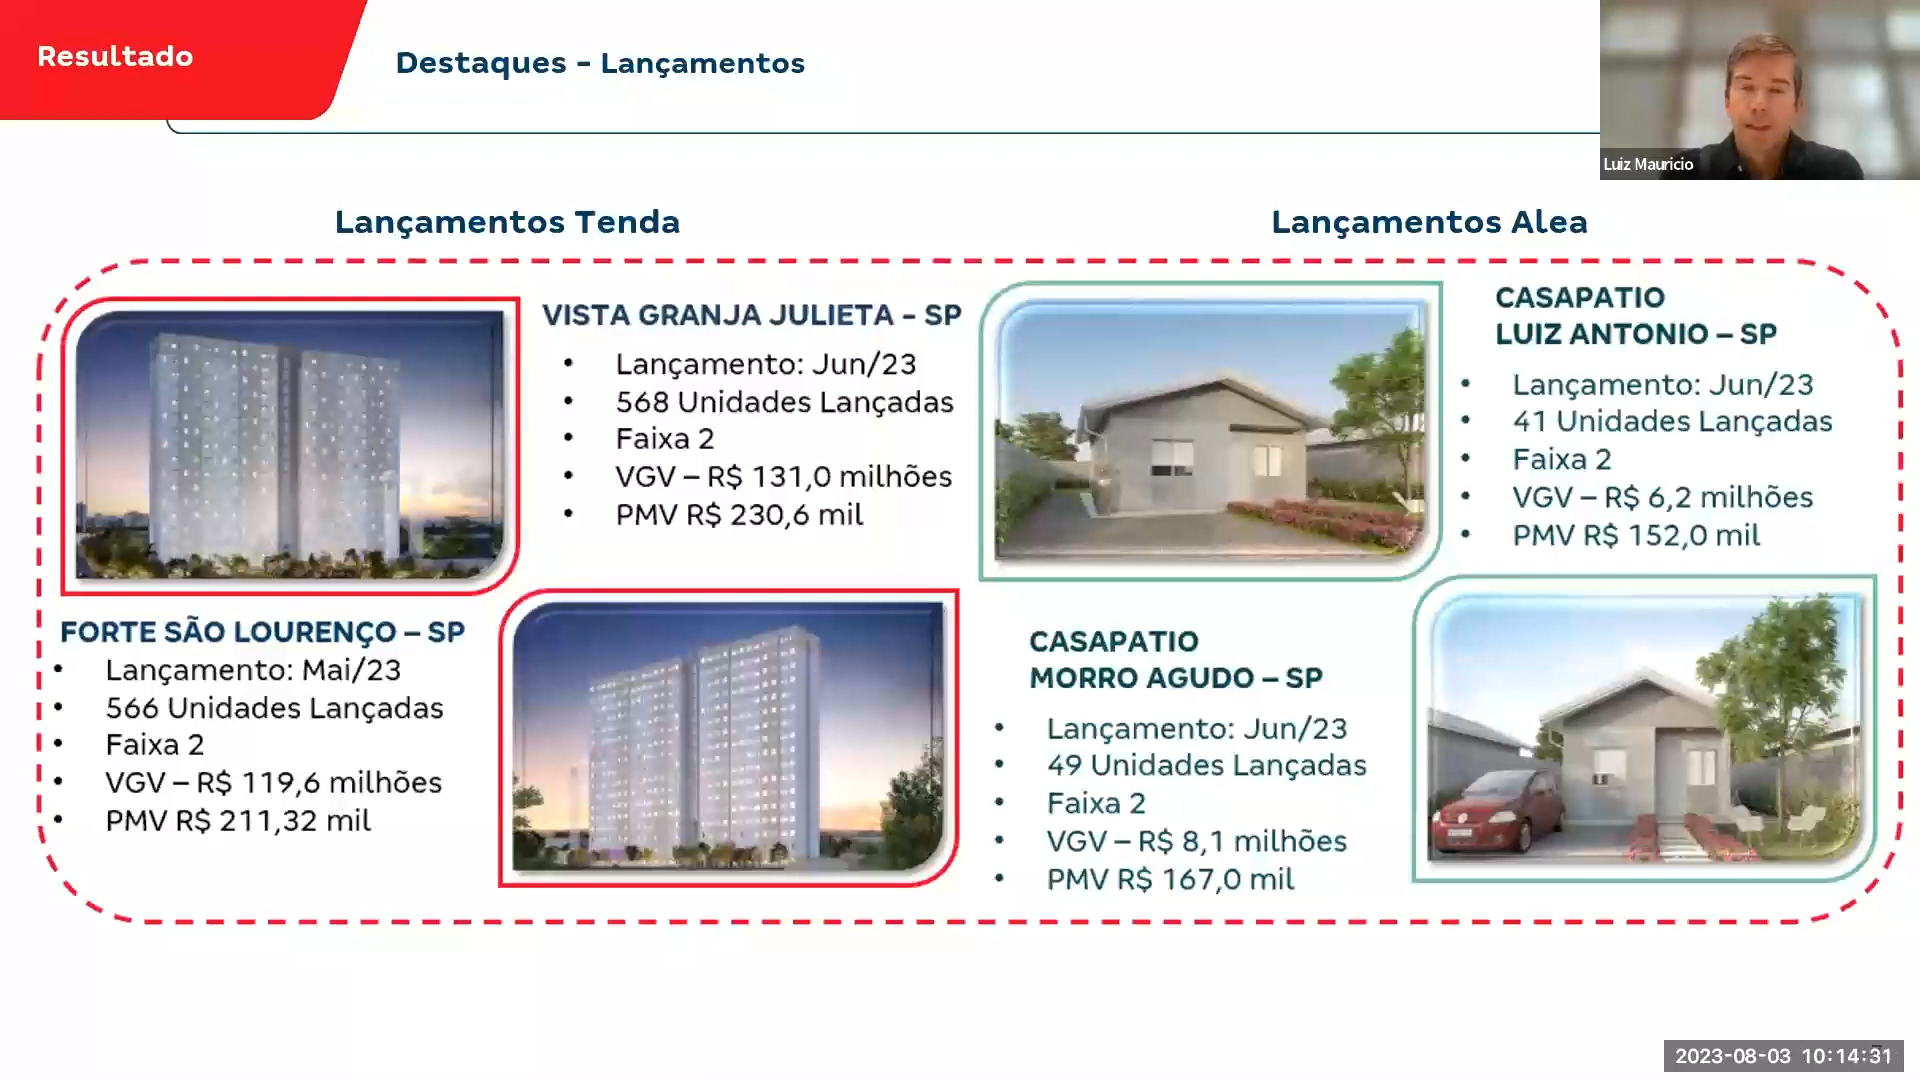 Resultado
Destaques - Lançamentos
Luiz Mauricio
Lançamentos Tenda
Lançamentos Alea
VISTA GRANJA JULIETA - SP
• Lançamento: Jun/23
• 568 Unidades Lançadas
• Faixa 2
• VGV – R$ 131,0 milhões
• PMV R$ 230,6 mil
FORTE SÃO LOURENÇO – SP
• Lançamento: Mai/23
• 566 Unidades Lançadas
• Faixa 2
• VGV – R$ 119,6 milhões
• PMV R$ 211,32 mil
CASAPATIO
LUIZ ANTONIO – SP
• Lançamento: Jun/23
• 41 Unidades Lançadas
• Faixa 2
• VGV – R$ 6,2 milhões
• PMV R$ 152,0 mil
CASAPATIO
MORRO AGUDO – SP
• Lançamento: Jun/23
• 49 Unidades Lançadas
• Faixa 2
• VGV – R$ 8,1 milhões
• PMV R$ 167,0 mil
2023-08-03 10:14:31